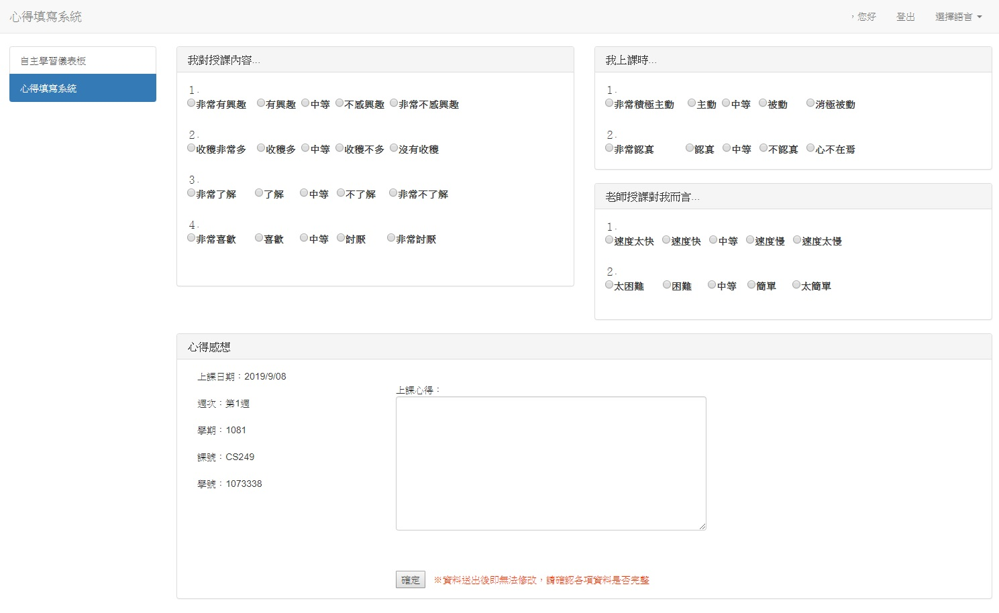 心得填寫系統
，您好 登出 選擇語言
自主學習儀表板
心得填寫系統
我對授課內容...
1.
非常有興趣 有興趣 中等 不感興趣 非常不感興趣
2.
收穫非常多 收穫多 中等 收穫不多 沒有收穫
3.
非常了解 了解 中等 不了解 非常不了解
4.
非常喜歡 喜歡 中等 討厭 非常討厭
我上課時...
1.
非常積極主動 主動 中等 被動 消極被動
2.
非常認真 認真 中等 不認真 心不在焉
老師授課對我而言...
1.
速度太快 速度快 中等 速度慢 速度太慢
2.
太困難 困難 中等 簡單 太簡單
心得感想
上課日期：2019/9/08
週次：第1週
學期：1081
課號：CS249
學號：1073338
上課心得：
確定 ※資料送出後即無法修改，請確認各項資料是否完整